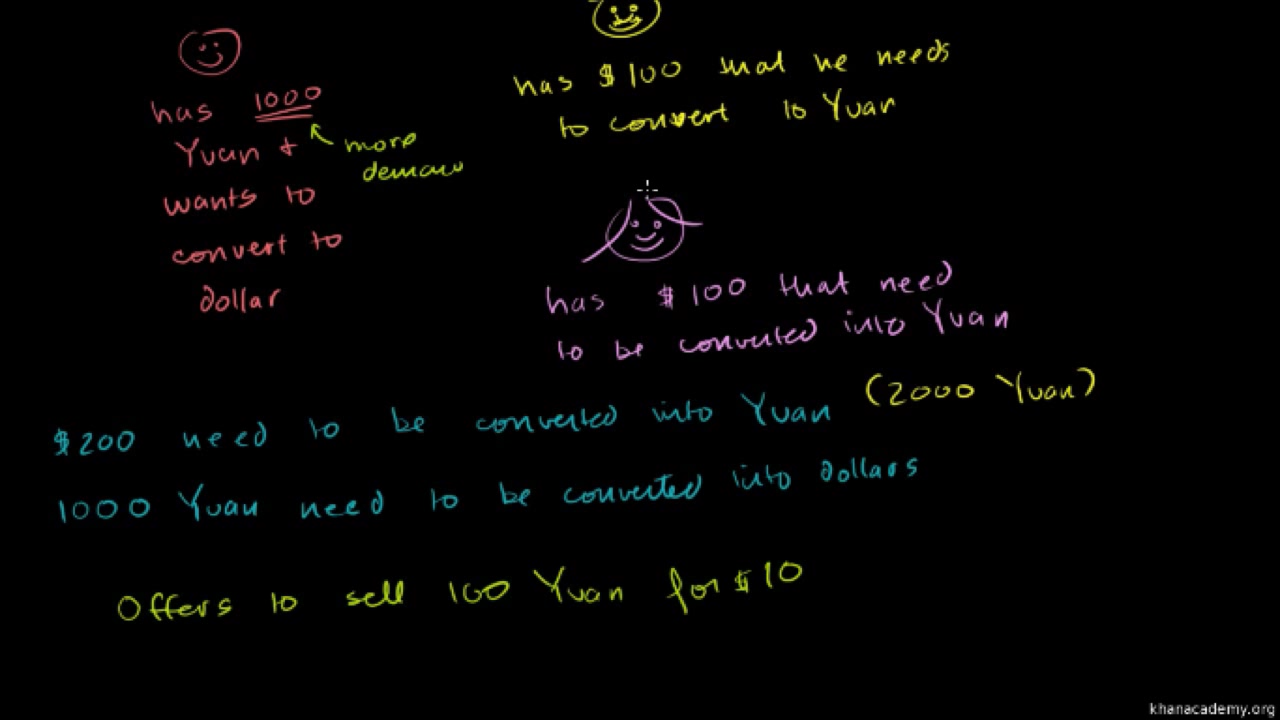 has 1000
Yuan +
wants to
convert to
dollar
more
deman
has $100 that he needs
to convert to Yuan
has $100 that need
to be converted into Yuan
$200 need to be converted into Yuan (2000 Yuan)
1000 Yuan need to be converted into dollars
Offers to sell 100 Yuan for $10
khanacademy.org